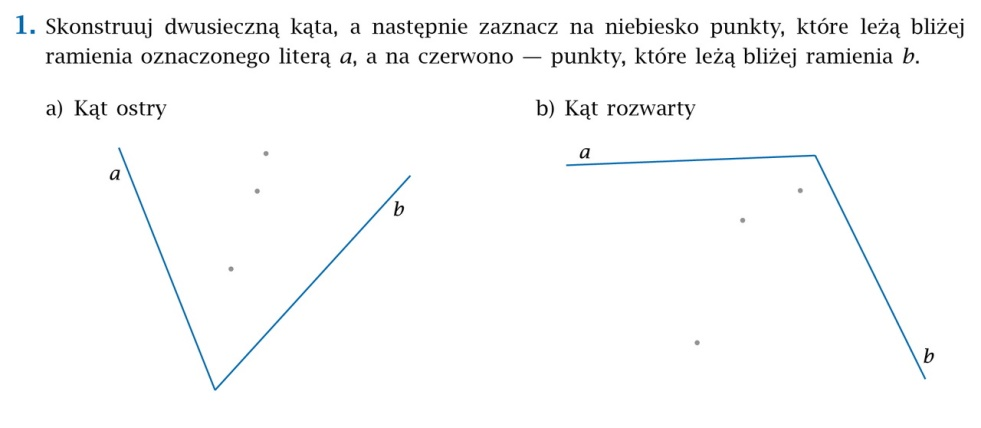 1. Skonstruuj dwusieczną kąta, a następnie zaznacz na niebiesko punkty, które leżą bliżej
ramienia oznaczonego literą a, a na czerwono — punkty, które leżą bliżej ramienia b.
a) Kąt ostry
b) Kąt rozwarty
a
b
a
b